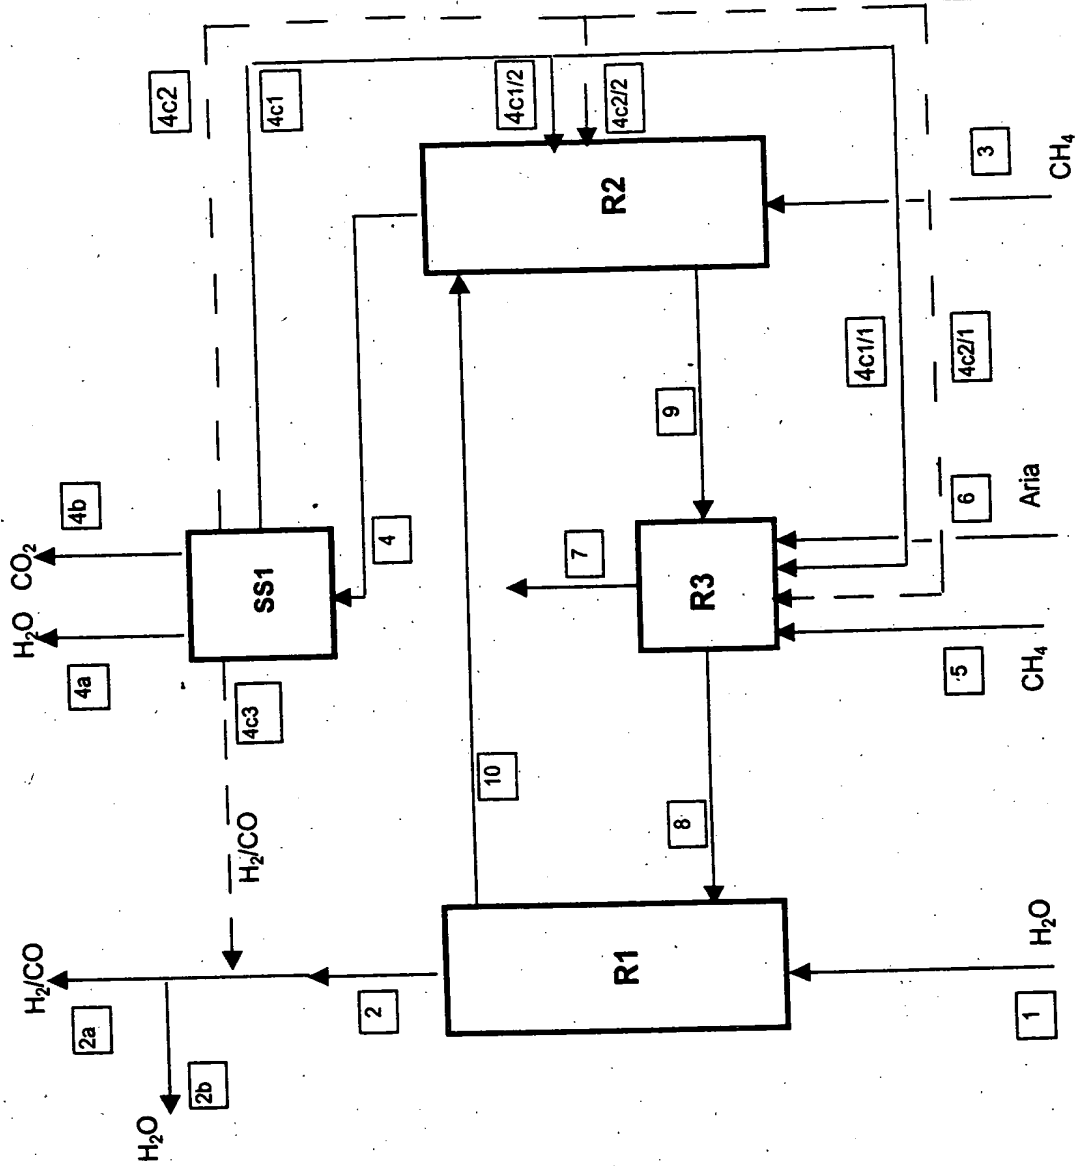 H₂/CO
H₂O
CO₂
2a
4a
4b
H₂O
4c2
2b
H₂/CO
4c3
SS1
4c1
2
4
10
4c1/2
7
R1
R2
4c2/2
8
R3
9
4c1/1
5
6
4c2/1
3
1
H₂O
CH₄
Aria
CH₄